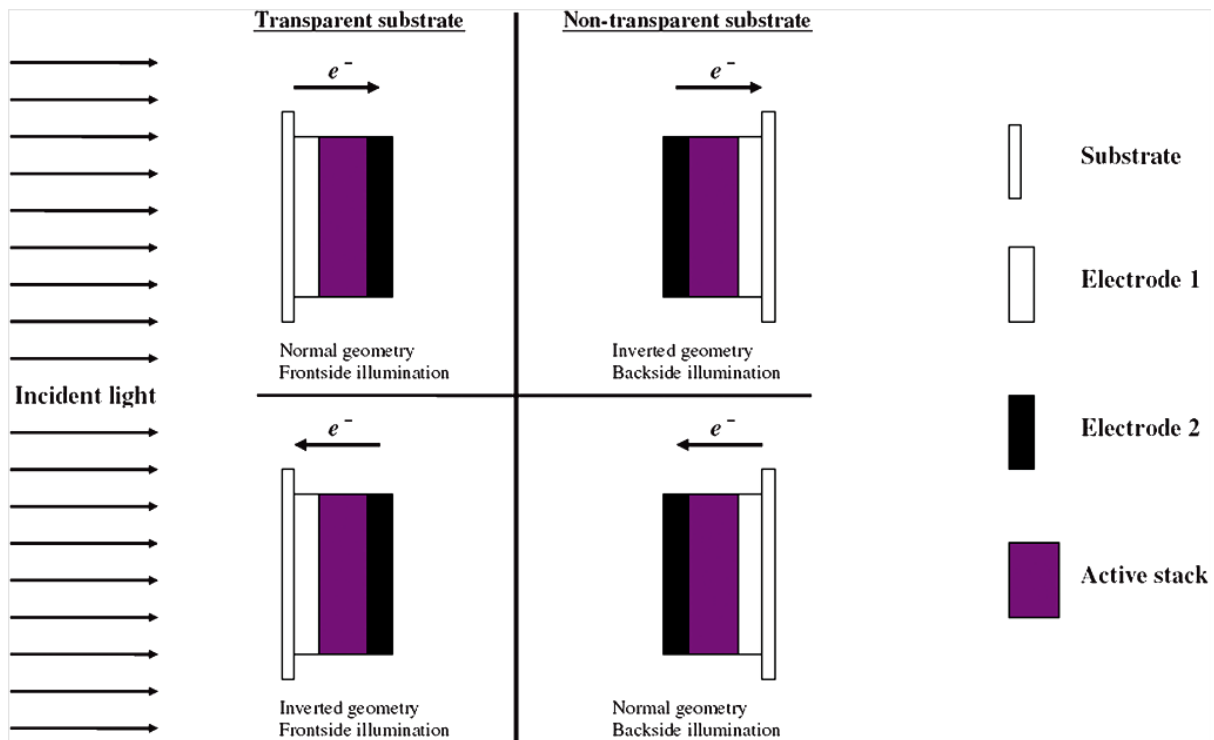 Transparent substrate
Non-transparent substrate
e⁻
e⁻
Normal geometry
Frontside illumination
Inverted geometry
Backside illumination
Incident light
e⁻
e⁻
Inverted geometry
Frontside illumination
Normal geometry
Backside illumination
Substrate
Electrode 1
Electrode 2
Active stack